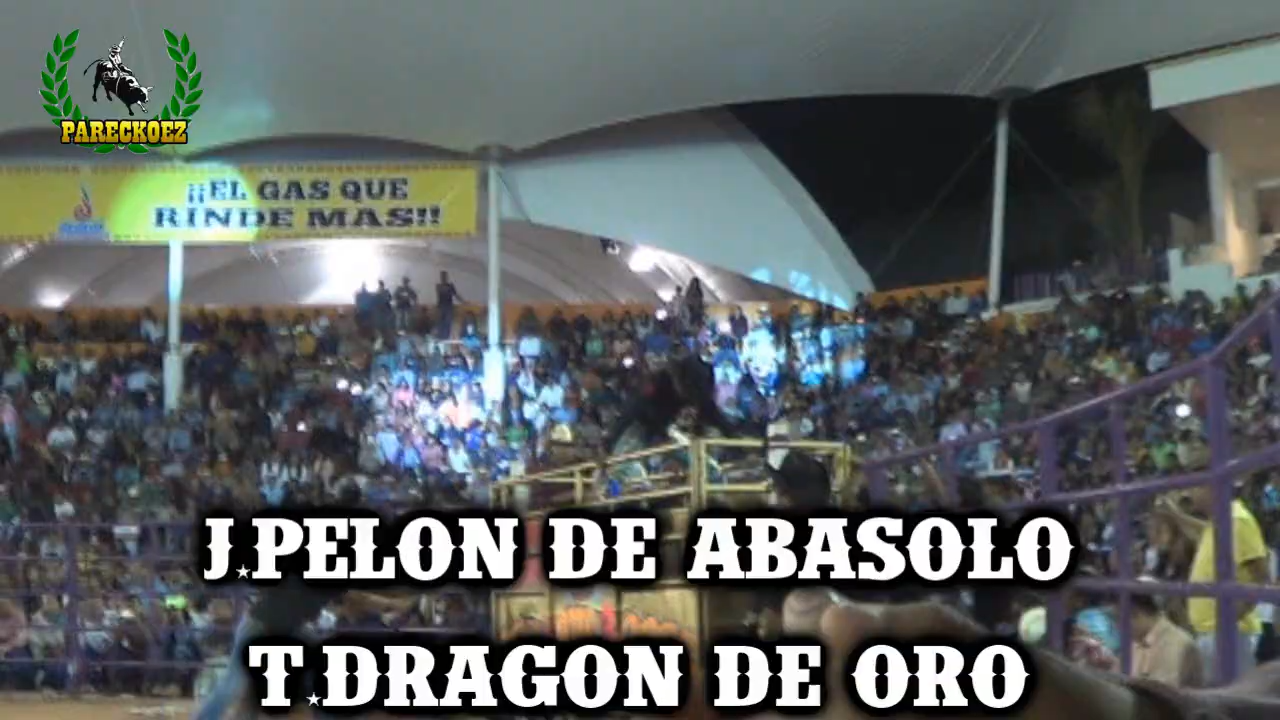 PARECKOEZ
¡¡EL GAS QUE
RINDE MAS!!
J.PELON DE ABASOLO
T.DRAGON DE ORO